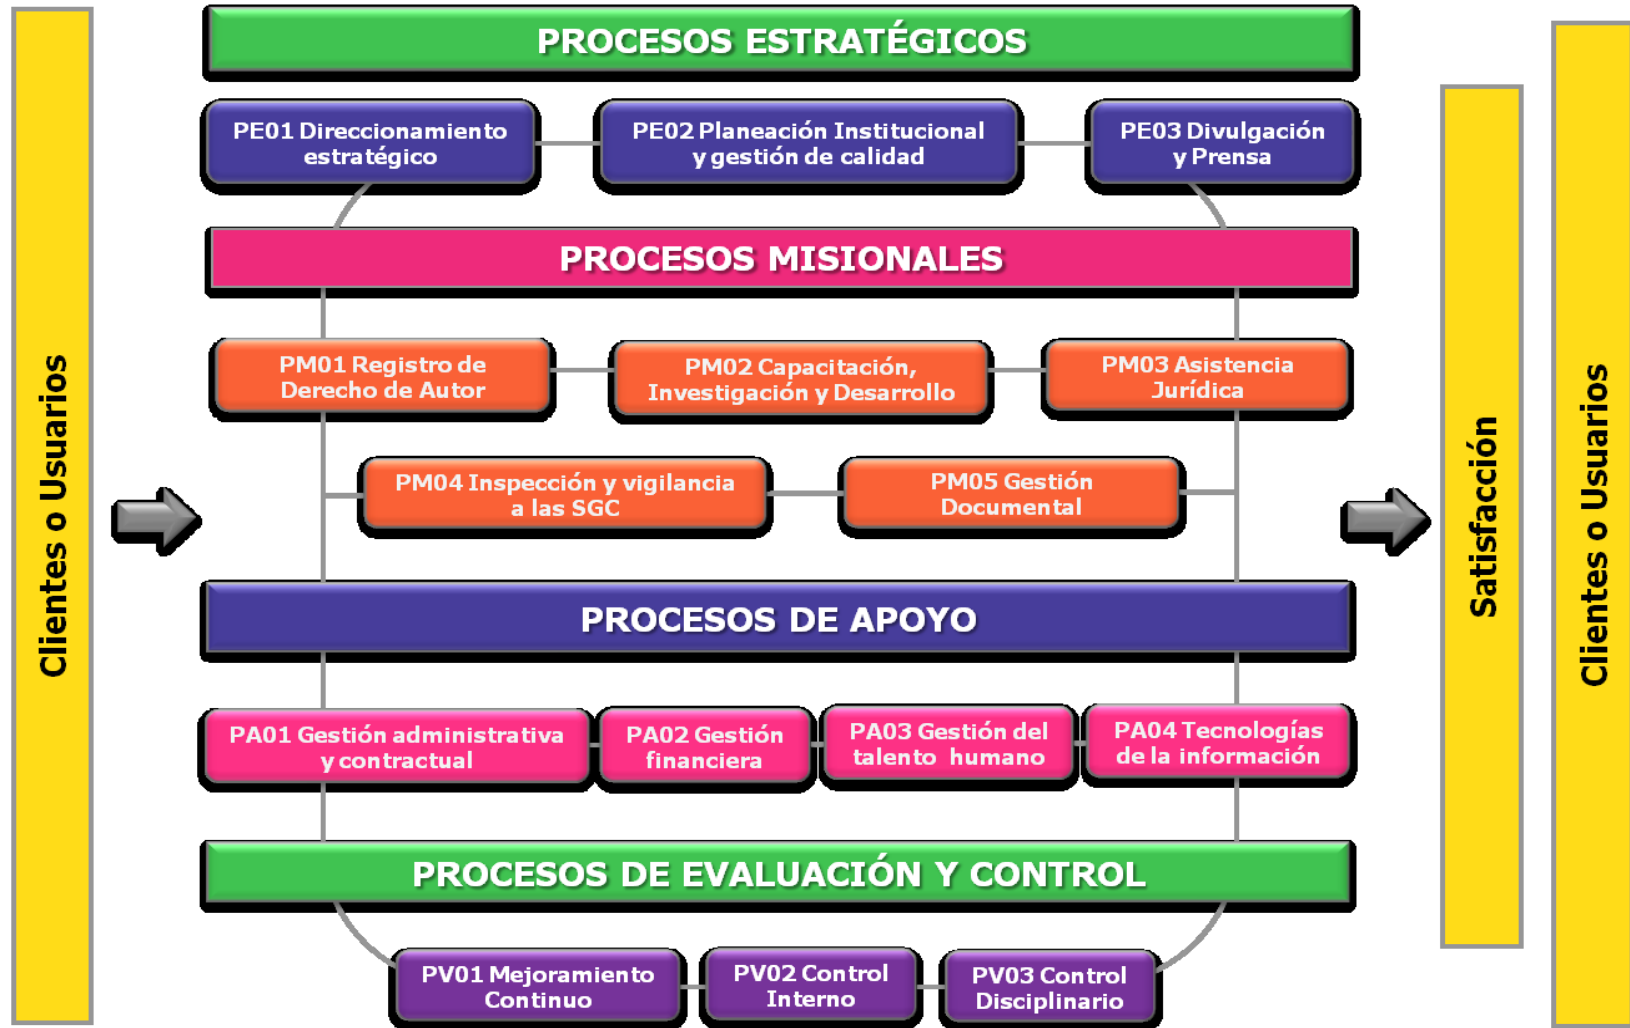 Clientes o Usuarios
PROCESOS ESTRATÉGICOS
PE01 Direccionamiento
estratégico
PE02 Planeación Institucional
y gestión de calidad
PE03 Divulgación
y Prensa
PROCESOS MISIONALES
PM01 Registro de
Derecho de Autor
PM02 Capacitación,
Investigación y Desarrollo
PM03 Asistencia
Jurídica
PM04 Inspección y vigilancia
a las SGC
PM05 Gestión
Documental
PROCESOS DE APOYO
PA01 Gestión administrativa
y contractual
PA02 Gestión
financiera
PA03 Gestión del
talento humano
PA04 Tecnologías
de la información
PROCESOS DE EVALUACIÓN Y CONTROL
PV01 Mejoramiento
Continuo
PV02 Control
Interno
PV03 Control
Disciplinario
Satisfacción
Clientes o Usuarios